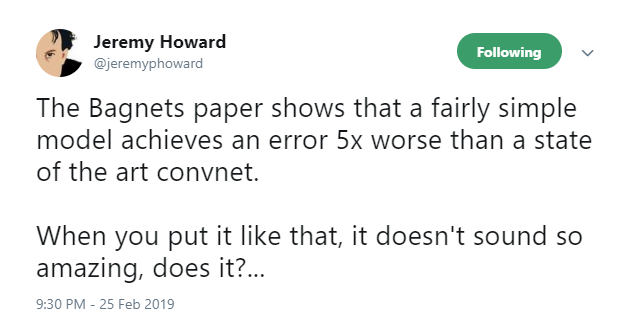 Jeremy Howard
@jeremyphoward
Following
The Bagnets paper shows that a fairly simple
model achieves an error 5x worse than a state
of the art convnet.
When you put it like that, it doesn't sound so
amazing, does it?...
9:30 PM - 25 Feb 2019